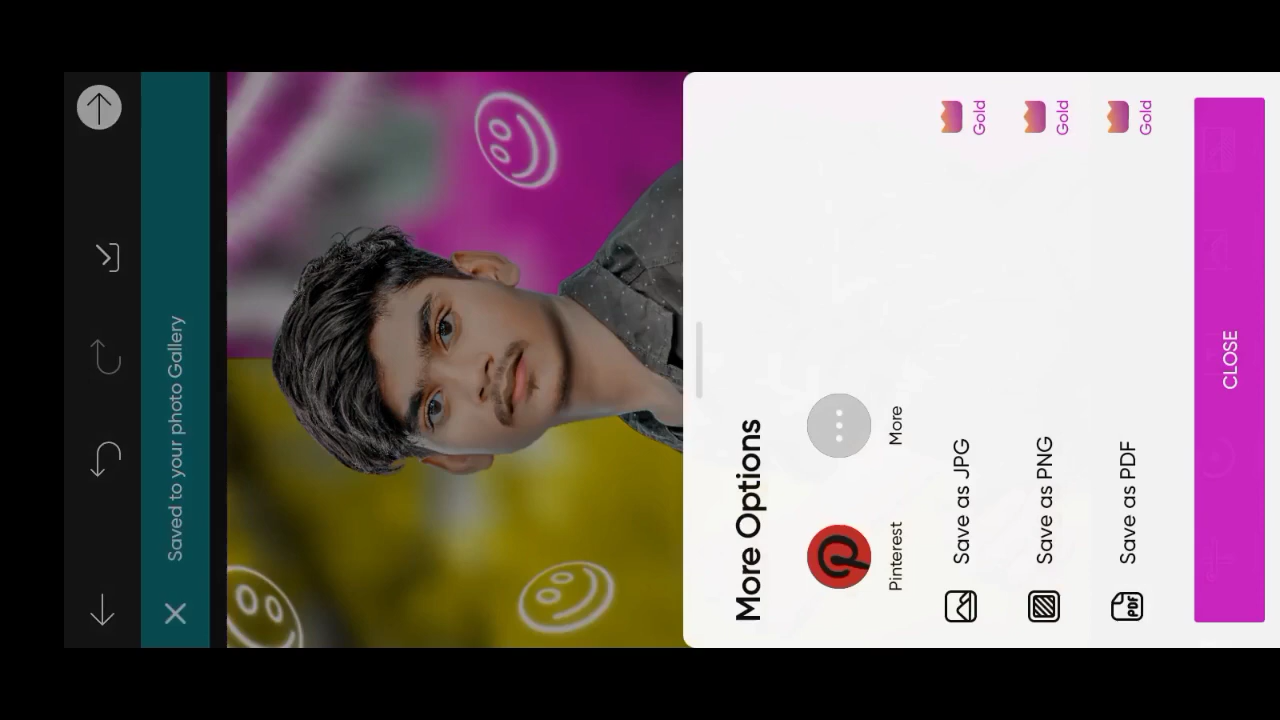 Saved to your photo Gallery
More Options
Pinterest
More
Save as JPG
Gold
Save as PNG
Gold
PDF
Save as PDF
Gold
CLOSE